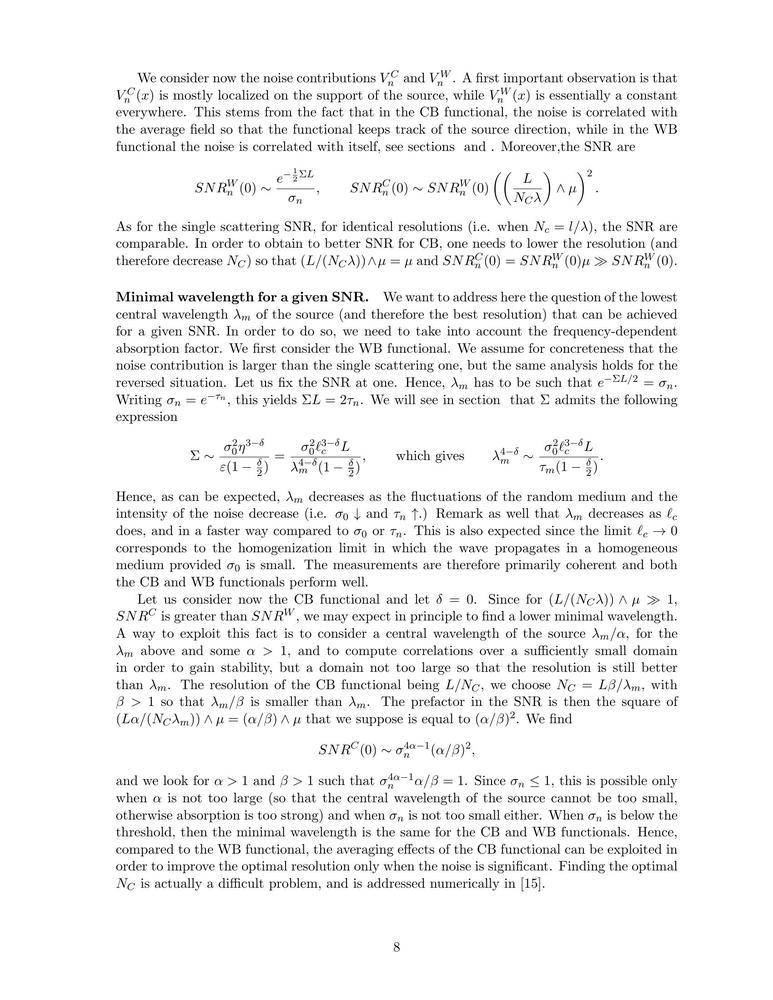 We consider now the noise contributions $V_n^C$ and $V_n^W$. A first important observation is that
$V_n^C(x)$ is mostly localized on the support of the source, while $V_n^W(x)$ is essentially a constant
everywhere. This stems from the fact that in the CB functional, the noise is correlated with
the average field so that the functional keeps track of the source direction, while in the WB
functional the noise is correlated with itself, see sections and . Moreover,the SNR are
$$SNR_n^W(0) \sim \frac{e^{-\frac{1}{2}\Sigma L}}{\sigma_n}, \qquad SNR_n^C(0) \sim SNR_n^W(0) \left( \left( \frac{L}{N_C \lambda} \right) \wedge \mu \right)^2.$$
As for the single scattering SNR, for identical resolutions (i.e. when $N_c = l/\lambda$), the SNR are
comparable. In order to obtain to better SNR for CB, one needs to lower the resolution (and
therefore decrease $N_C$) so that $(L/(N_C\lambda)) \wedge \mu = \mu$ and $SNR_n^C(0) = SNR_n^W(0)\mu \gg SNR_n^W(0)$.
**Minimal wavelength for a given SNR.** We want to address here the question of the lowest
central wavelength $\lambda_m$ of the source (and therefore the best resolution) that can be achieved
for a given SNR. In order to do so, we need to take into account the frequency-dependent
absorption factor. We first consider the WB functional. We assume for concreteness that the
noise contribution is larger than the single scattering one, but the same analysis holds for the
reversed situation. Let us fix the SNR at one. Hence, $\lambda_m$ has to be such that $e^{-\Sigma L/2} = \sigma_n$.
Writing $\sigma_n = e^{-\tau_n}$, this yields $\Sigma L = 2\tau_n$. We will see in section that $\Sigma$ admits the following
expression
$$\Sigma \sim \frac{\sigma_0^2 \eta^{3-\delta}}{\varepsilon(1 - \frac{\delta}{2})} = \frac{\sigma_0^2 \ell_c^{3-\delta} L}{\lambda_m^{4-\delta}(1 - \frac{\delta}{2})}, \qquad \text{which gives} \qquad \lambda_m^{4-\delta} \sim \frac{\sigma_0^2 \ell_c^{3-\delta} L}{\tau_m(1 - \frac{\delta}{2})}.$$
Hence, as can be expected, $\lambda_m$ decreases as the fluctuations of the random medium and the
intensity of the noise decrease (i.e. $\sigma_0 \downarrow$ and $\tau_n \uparrow$.) Remark as well that $\lambda_m$ decreases as $\ell_c$
does, and in a faster way compared to $\sigma_0$ or $\tau_n$. This is also expected since the limit $\ell_c \to 0$
corresponds to the homogenization limit in which the wave propagates in a homogeneous
medium provided $\sigma_0$ is small. The measurements are therefore primarily coherent and both
the CB and WB functionals perform well.
Let us consider now the CB functional and let $\delta = 0$. Since for $(L/(N_C\lambda)) \wedge \mu \gg 1$,
$SNR^C$ is greater than $SNR^W$, we may expect in principle to find a lower minimal wavelength.
A way to exploit this fact is to consider a central wavelength of the source $\lambda_m/\alpha$, for the
$\lambda_m$ above and some $\alpha > 1$, and to compute correlations over a sufficiently small domain
in order to gain stability, but a domain not too large so that the resolution is still better
than $\lambda_m$. The resolution of the CB functional being $L/N_C$, we choose $N_C = L\beta/\lambda_m$, with
$\beta > 1$ so that $\lambda_m/\beta$ is smaller than $\lambda_m$. The prefactor in the SNR is then the square of
$(L\alpha/(N_C\lambda_m)) \wedge \mu = (\alpha/\beta) \wedge \mu$ that we suppose is equal to $(\alpha/\beta)^2$. We find
$$SNR^C(0) \sim \sigma_n^{4\alpha-1}(\alpha/\beta)^2,$$
and we look for $\alpha > 1$ and $\beta > 1$ such that $\sigma_n^{4\alpha-1}\alpha/\beta = 1$. Since $\sigma_n \leq 1$, this is possible only
when $\alpha$ is not too large (so that the central wavelength of the source cannot be too small,
otherwise absorption is too strong) and when $\sigma_n$ is not too small either. When $\sigma_n$ is below the
threshold, then the minimal wavelength is the same for the CB and WB functionals. Hence,
compared to the WB functional, the averaging effects of the CB functional can be exploited in
order to improve the optimal resolution only when the noise is significant. Finding the optimal
$N_C$ is actually a difficult problem, and is addressed numerically in [15].
8